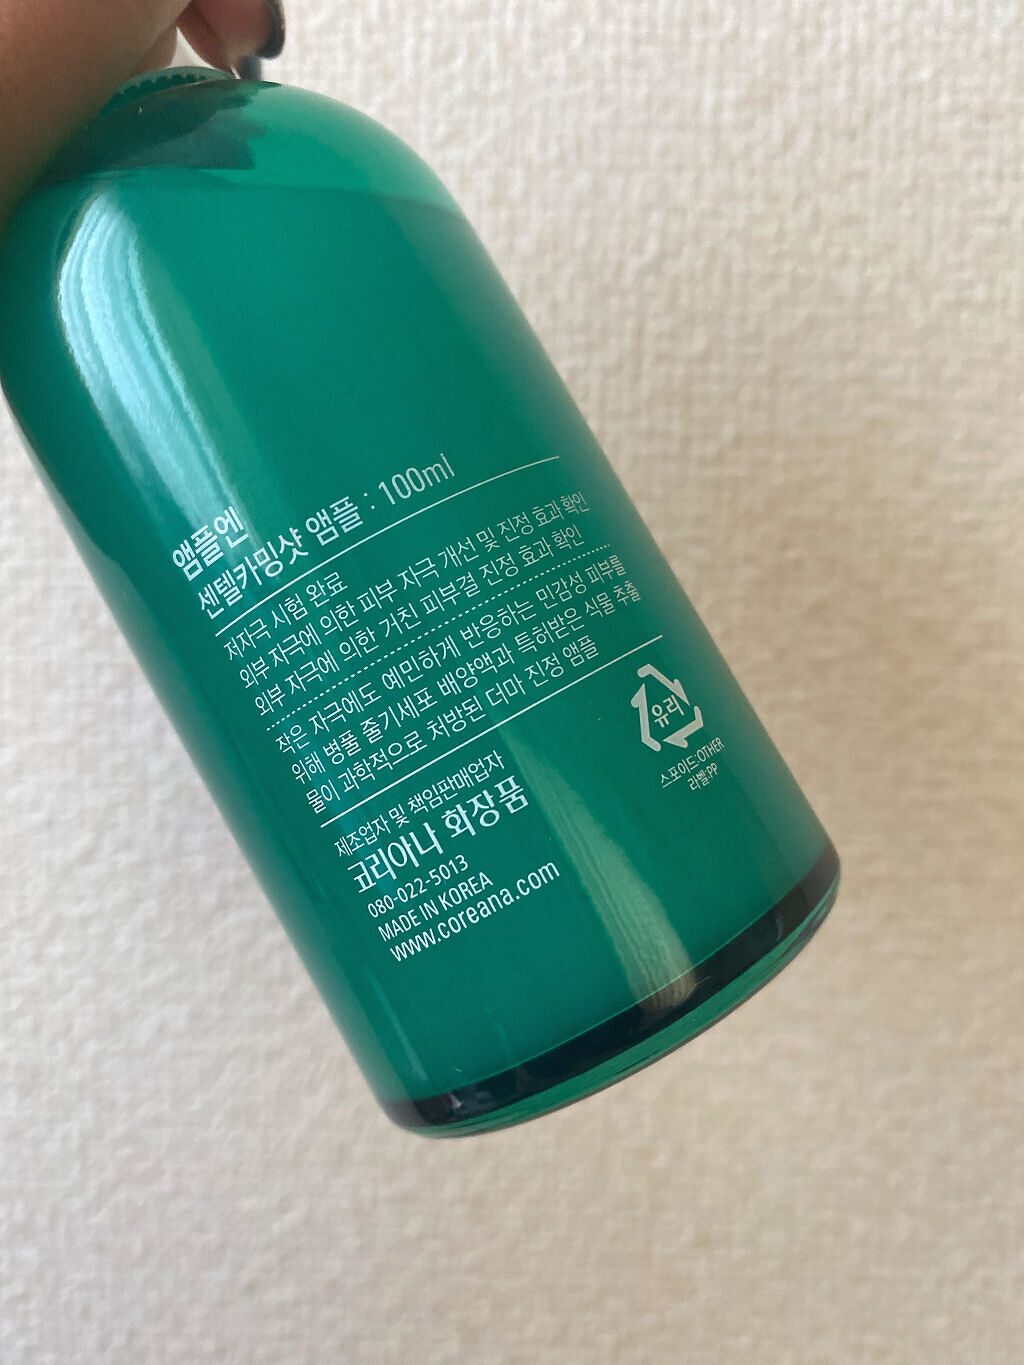 앰플엔
센텔카밍샷 앰플 : 100ml
저자극 시험 완료
외부 자극에 의한 피부 자극 개선 및 진정 효과 확인
외부 자극에 의한 거친 피부결 진정 효과 확인
작은 자극에도 예민하게 반응하는 민감성 피부를
위해 병풀 줄기세포 배양액과 특허받은 식물 추출
물이 과학적으로 처방된 더마 진정 앰플
제조업자 및 책임판매업자
코리아나 화장품
080-022-5013
MADE IN KOREA
www.coreana.com
유리
스포이드:OTHER
라벨:PP